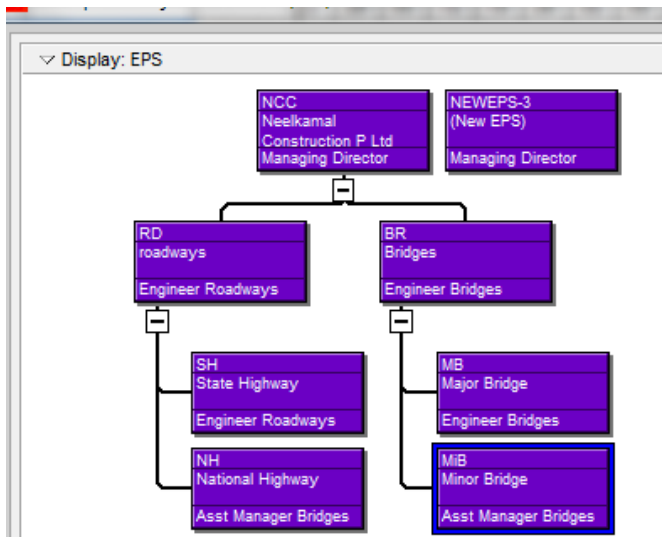 Display: EPS
NCC
Neelkamal
Construction P Ltd
Managing Director
NEWEPS-3
(New EPS)
Managing Director
RD
roadways
Engineer Roadways
BR
Bridges
Engineer Bridges
SH
State Highway
Engineer Roadways
MB
Major Bridge
Engineer Bridges
NH
National Highway
Asst Manager Bridges
MiB
Minor Bridge
Asst Manager Bridges